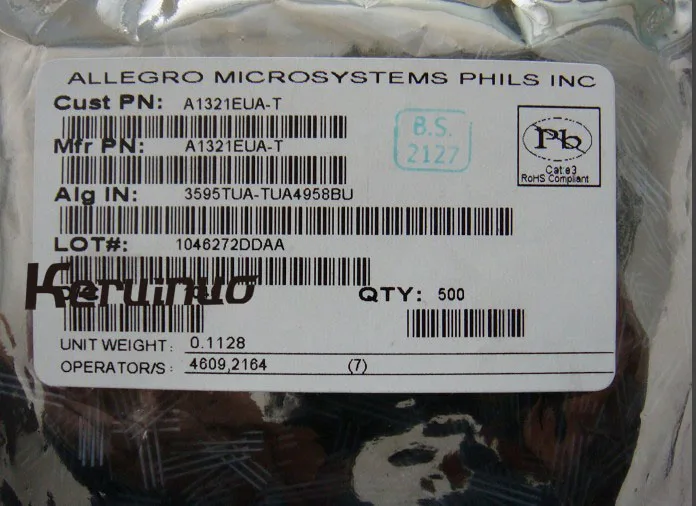 ALLEGRO MICROSYSTEMS PHILS INC
Cust PN: A1321EUA-T
Mfr PN: A1321EUA-T
B.S.
2127
Pb
Cat.e3
RoHS Compliant
Alg IN: 3595TUA-TUA4958BU
LOT#: 1046272DDAA
Keruinuo
QTY: 500
UNIT WEIGHT: 0.1128
OPERATOR/S: 4609,2164 (7)